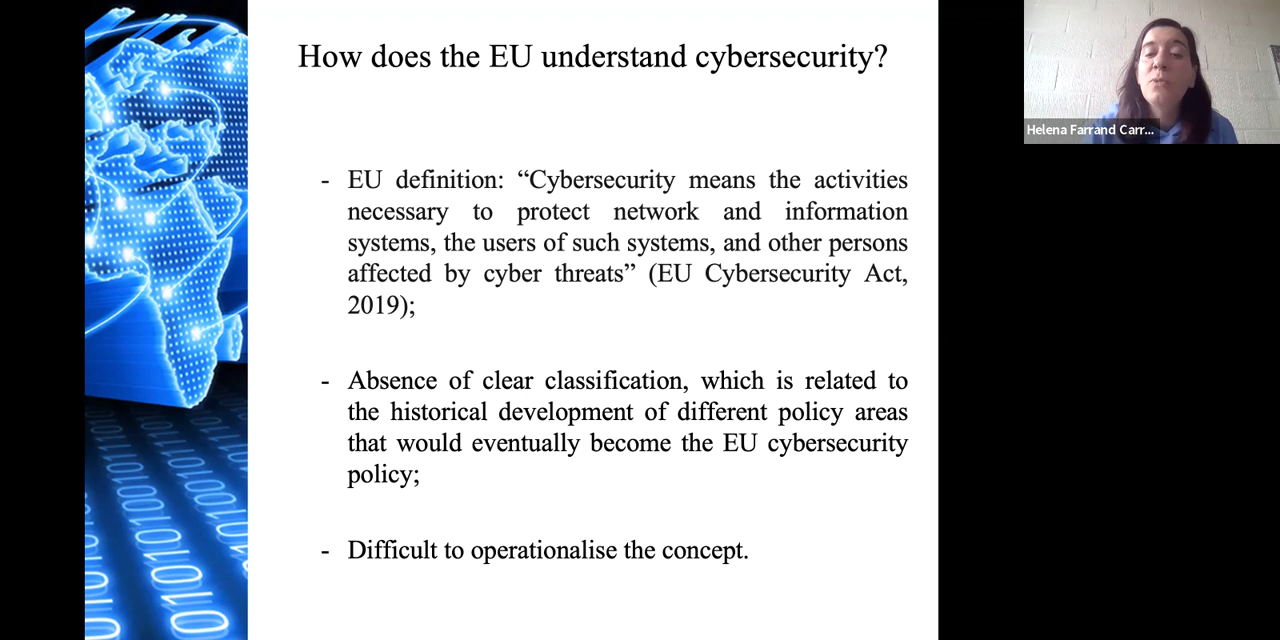 How does the EU understand cybersecurity?
Helena Farrand Carr...
- EU definition: “Cybersecurity means the activities
necessary to protect network and information
systems, the users of such systems, and other persons
affected by cyber threats” (EU Cybersecurity Act,
2019);
- Absence of clear classification, which is related to
the historical development of different policy areas
that would eventually become the EU cybersecurity
policy;
- Difficult to operationalise the concept.